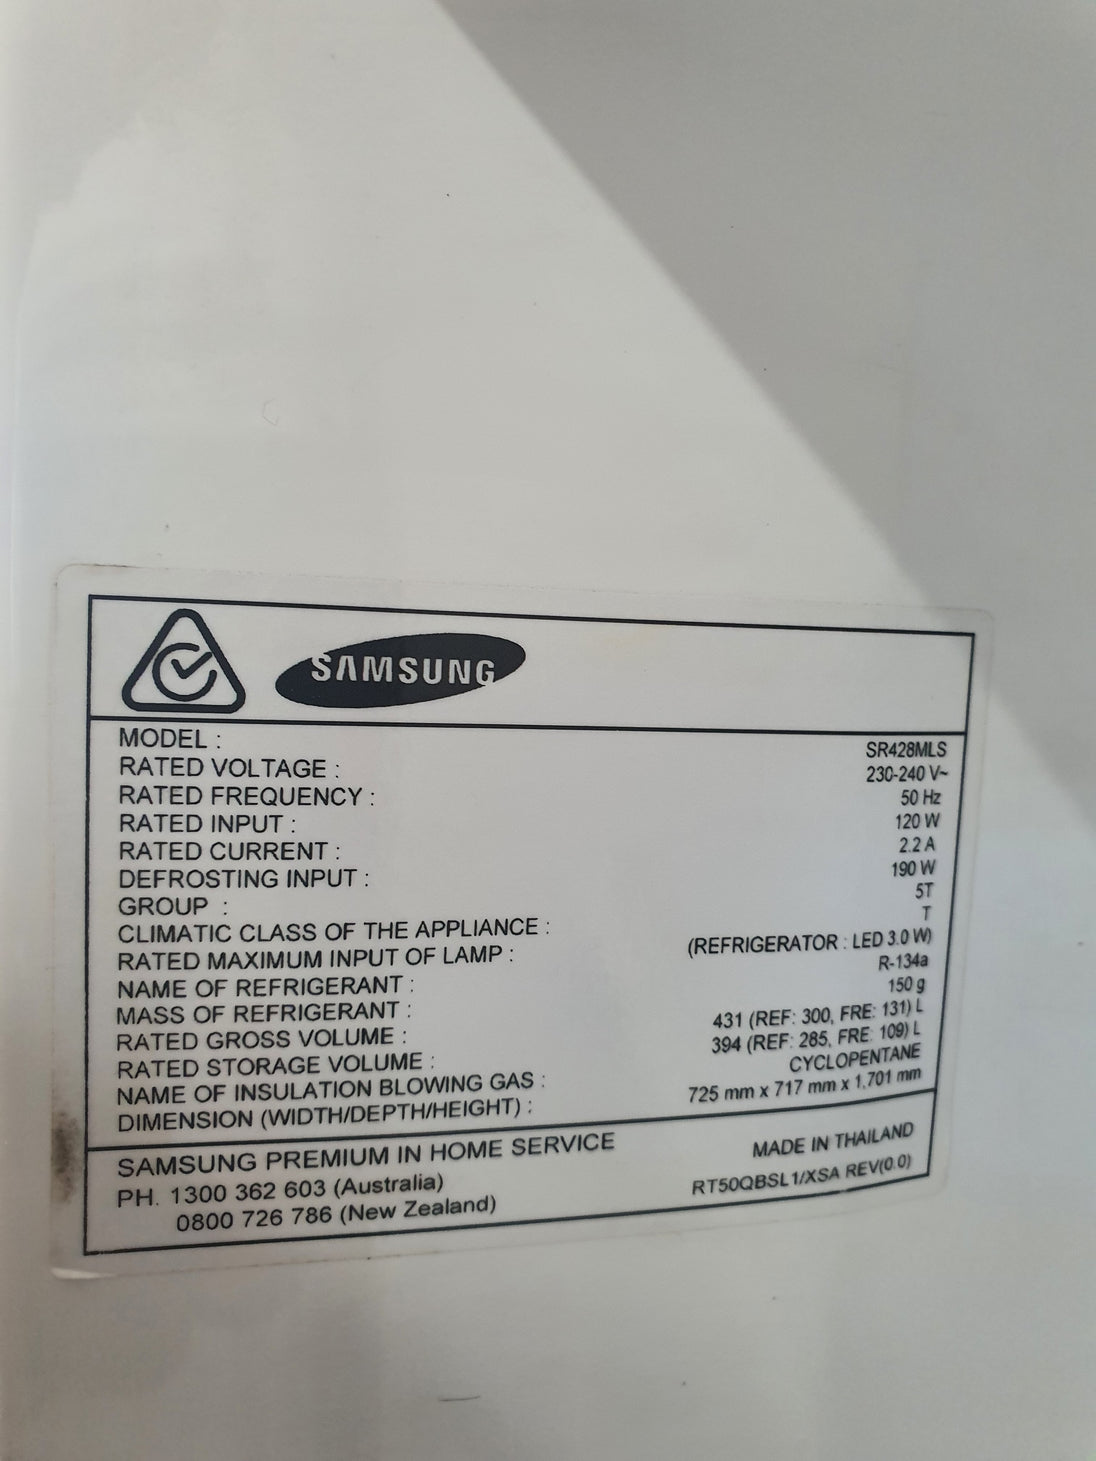 SAMSUNG
MODEL : SR428MLS
RATED VOLTAGE : 230-240 V~
RATED FREQUENCY : 50 Hz
RATED INPUT : 120 W
RATED CURRENT : 2.2 A
DEFROSTING INPUT : 190 W
GROUP : 5T
CLIMATIC CLASS OF THE APPLIANCE : T
RATED MAXIMUM INPUT OF LAMP : (REFRIGERATOR : LED 3.0 W)
NAME OF REFRIGERANT : R-134a
MASS OF REFRIGERANT : 150 g
RATED GROSS VOLUME : 431 (REF: 300, FRE: 131) L
RATED STORAGE VOLUME : 394 (REF: 285, FRE: 109) L
NAME OF INSULATION BLOWING GAS : CYCLOPENTANE
DIMENSION (WIDTH/DEPTH/HEIGHT) : 725 mm x 717 mm x 1,701 mm
SAMSUNG PREMIUM IN HOME SERVICE
PH. 1300 362 603 (Australia)
0800 726 786 (New Zealand)
MADE IN THAILAND
RT50QBSL1/XSA REV(0.0)